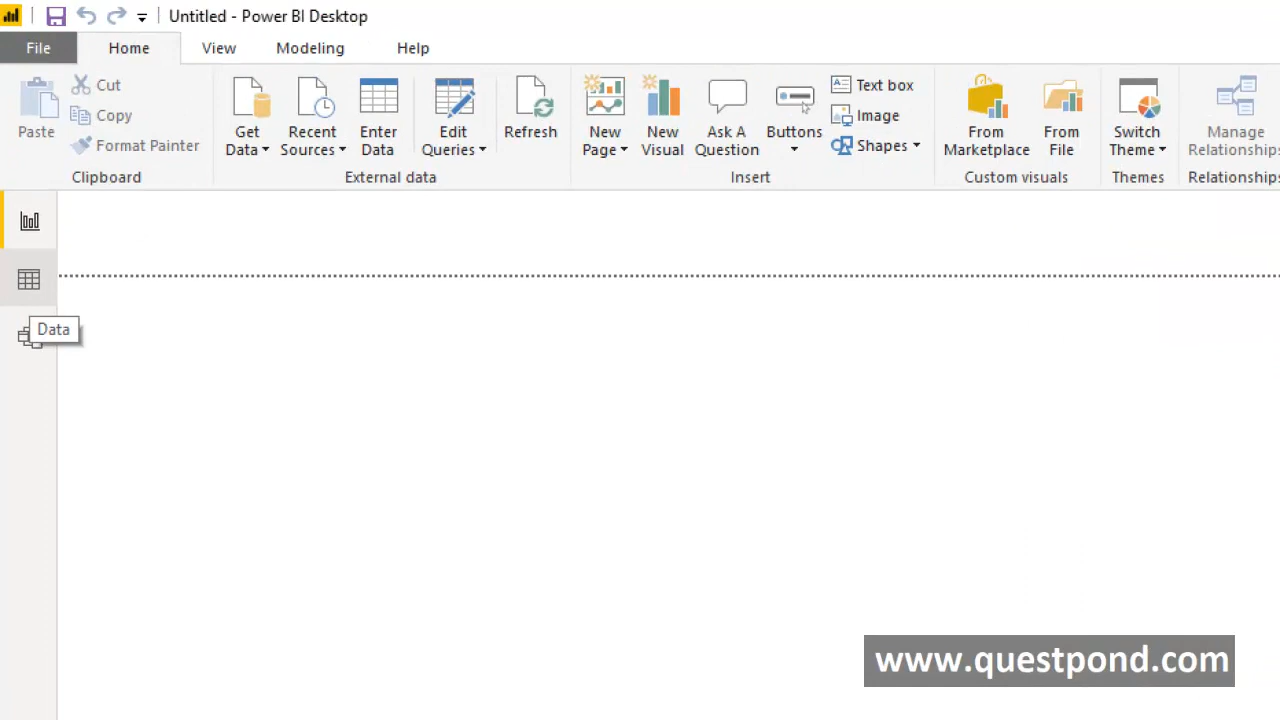 Untitled - Power BI Desktop
File Home View Modeling Help
Paste
Cut
Copy
Format Painter
Clipboard
Get
Data
Recent
Sources
Enter
Data
Edit
Queries
Refresh
External data
New
Page
New
Visual
Ask A
Question
Buttons
Text box
Image
Shapes
Insert
From
Marketplace
From
File
Custom visuals
Switch
Theme
Themes
Manage
Relationships
Relationships
Data
www.questpond.com